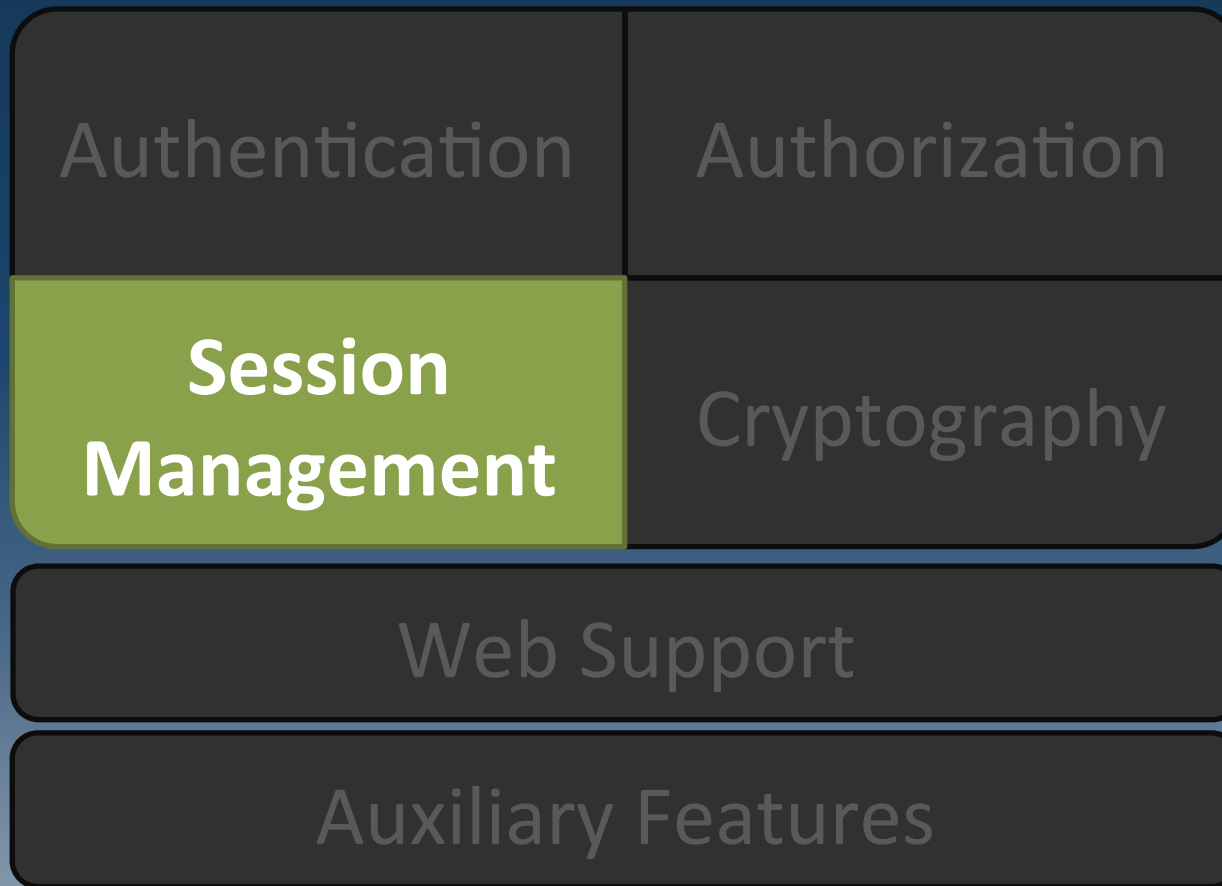 Authentication
Authorization
Session
Management
Cryptography
Web Support
Auxiliary Features